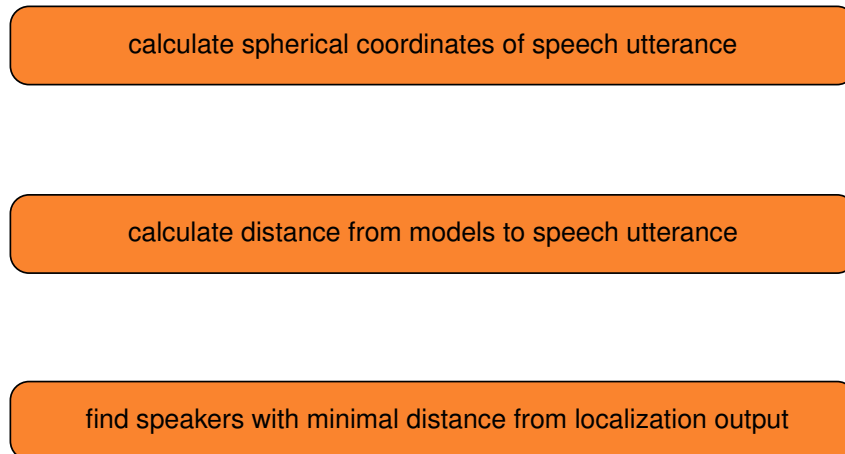 calculate spherical coordinates of speech utterance
calculate distance from models to speech utterance
find speakers with minimal distance from localization output